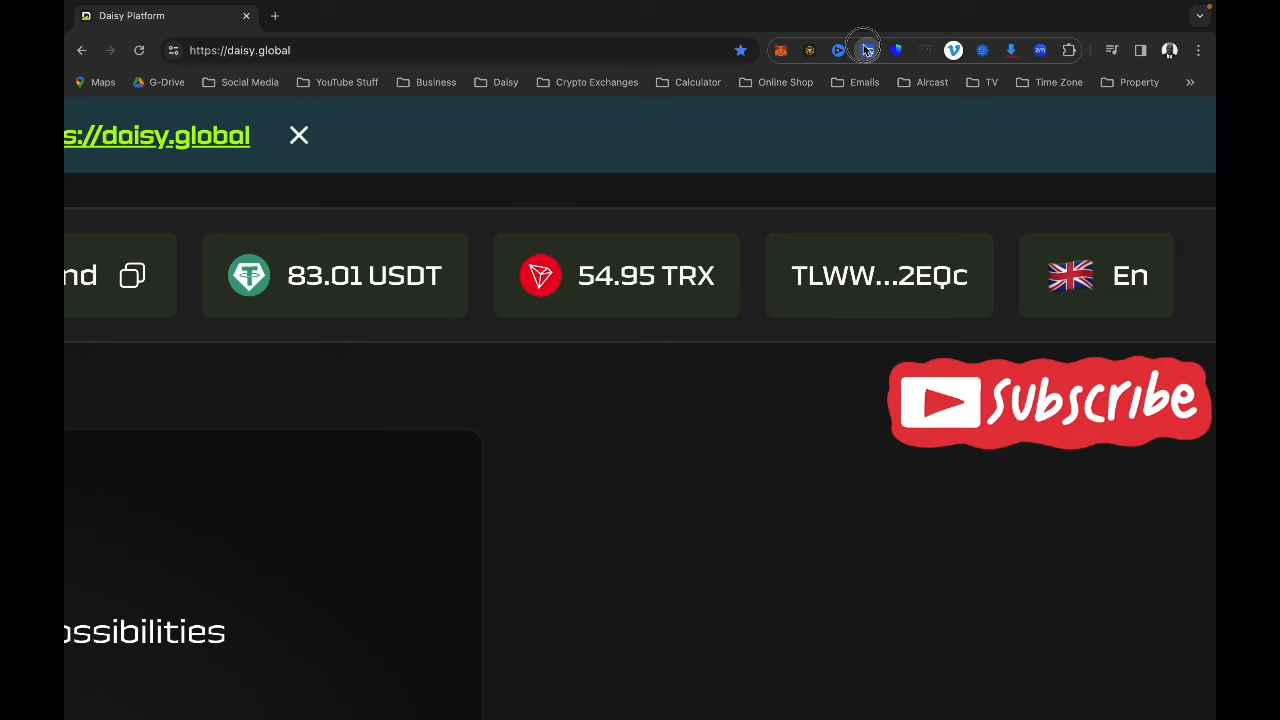 Daisy Platform
https://daisy.global
Maps G-Drive Social Media YouTube Stuff Business Daisy Crypto Exchanges Calculator Online Shop Emails Aircast TV Time Zone Property
s://daisy.global
nd 83.01 USDT 54.95 TRX TLWW...2EQc En
Subscribe
ossibilities